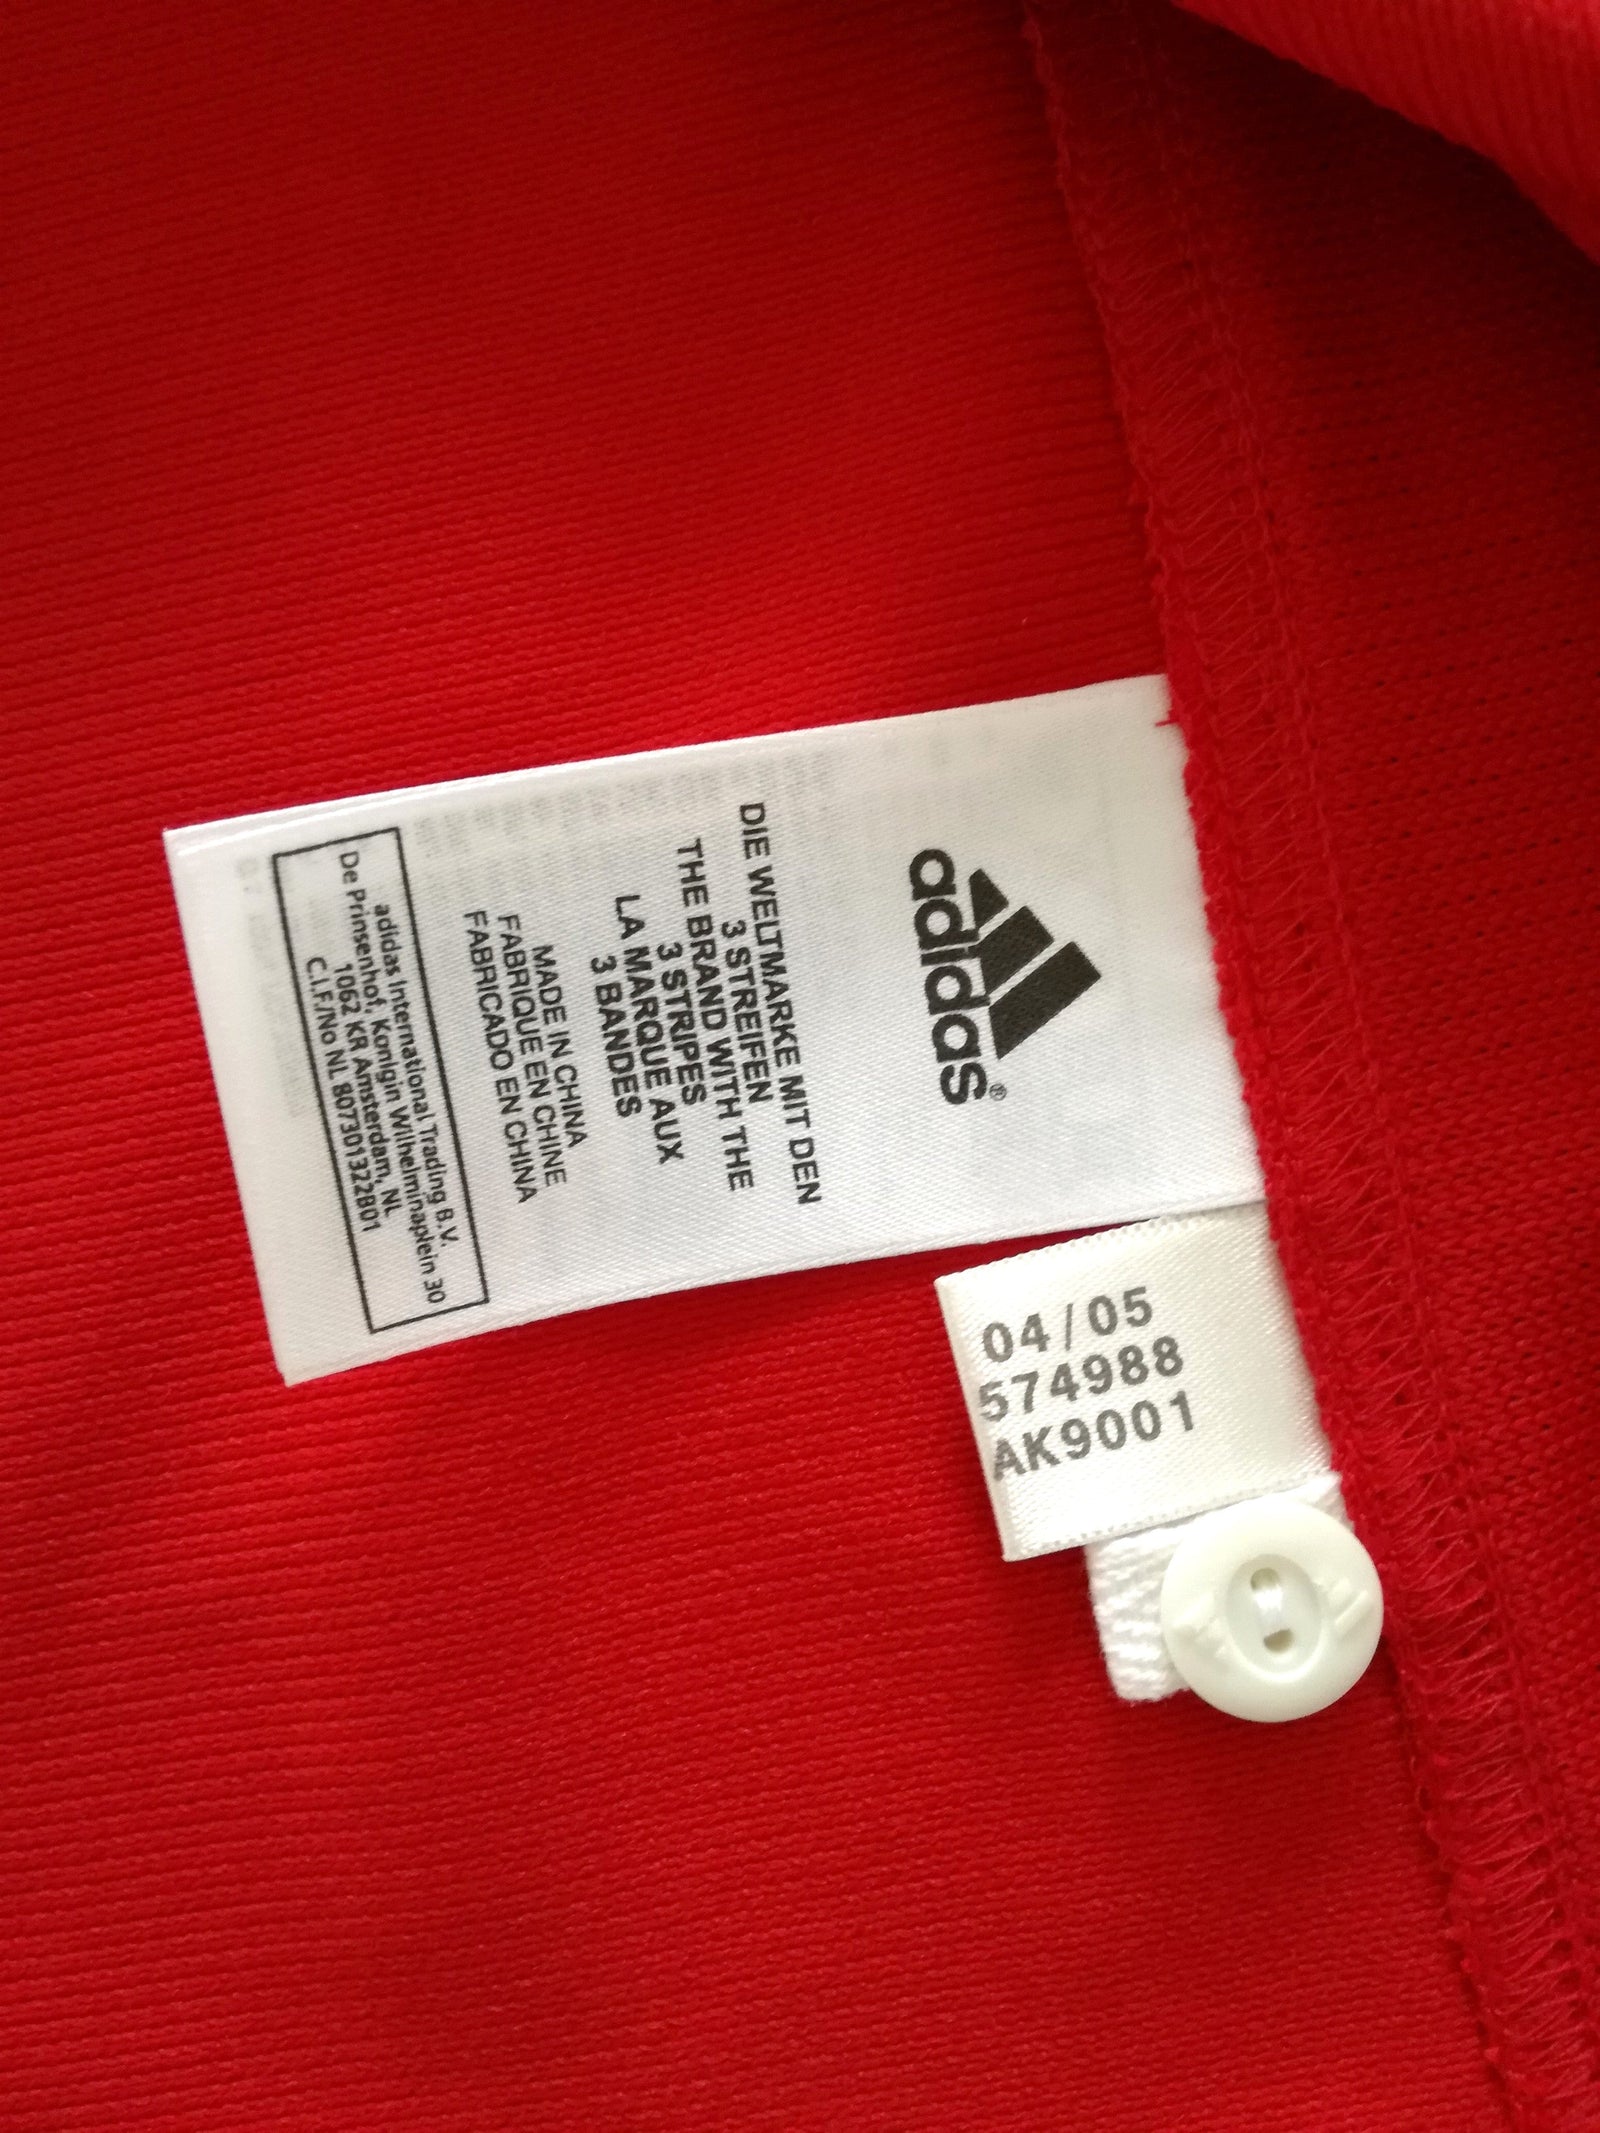 adidas®
DIE WELTMARKE MIT DEN
3 STREIFEN
THE BRAND WITH THE
3 STRIPES
LA MARQUE AUX
3 BANDES
MADE IN CHINA
FABRIQUE EN CHINE
FABRICADO EN CHINA
adidas International Trading B.V.
De Prinsenhof, Konigin Wilhelminaplein 30
1062 KR Amsterdam, NL
C.I.F./No NL 807301322B01
04/05
574988
AK9001